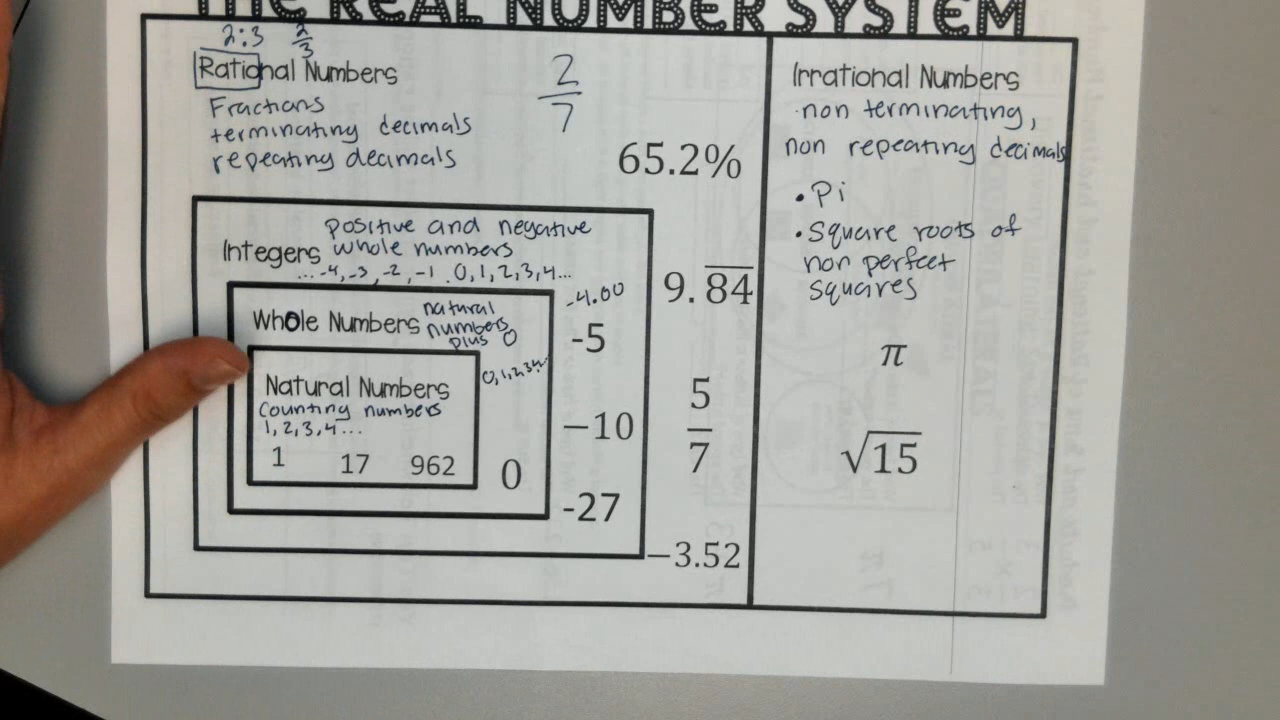 THE REAL NUMBER SYSTEM
2:3 2/3
Rational Numbers
Fractions
terminating decimals
repeating decimals
2/7
65.2%
Integers positive and negative
whole numbers
... -4, -3, -2, -1, 0, 1, 2, 3, 4...
Whole Numbers natural
numbers
plus 0
0, 1, 2, 3, 4...
Natural Numbers
Counting numbers
1, 2, 3, 4...
1 17 962
0
-4.00
-5
−10
-27
9.8̅4̅
5/7
−3.52
Irrational Numbers
non terminating,
non repeating decimals
• Pi
• Square roots of
non perfect
squares
π
√15